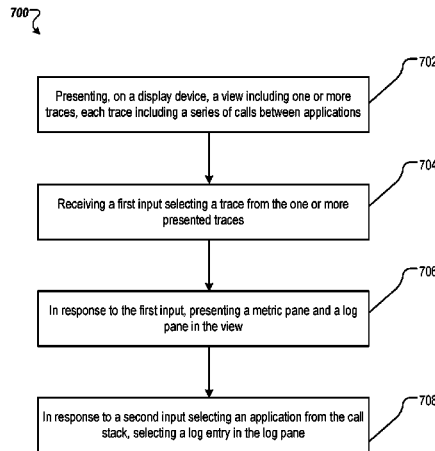 700
702
Presenting, on a display device, a view including one or more
traces, each trace including a series of calls between applications
704
Receiving a first input selecting a trace from the one or more
presented traces
706
In response to the first input, presenting a metric pane and a log
pane in the view
708
In response to a second input selecting an application from the call
stack, selecting a log entry in the log pane